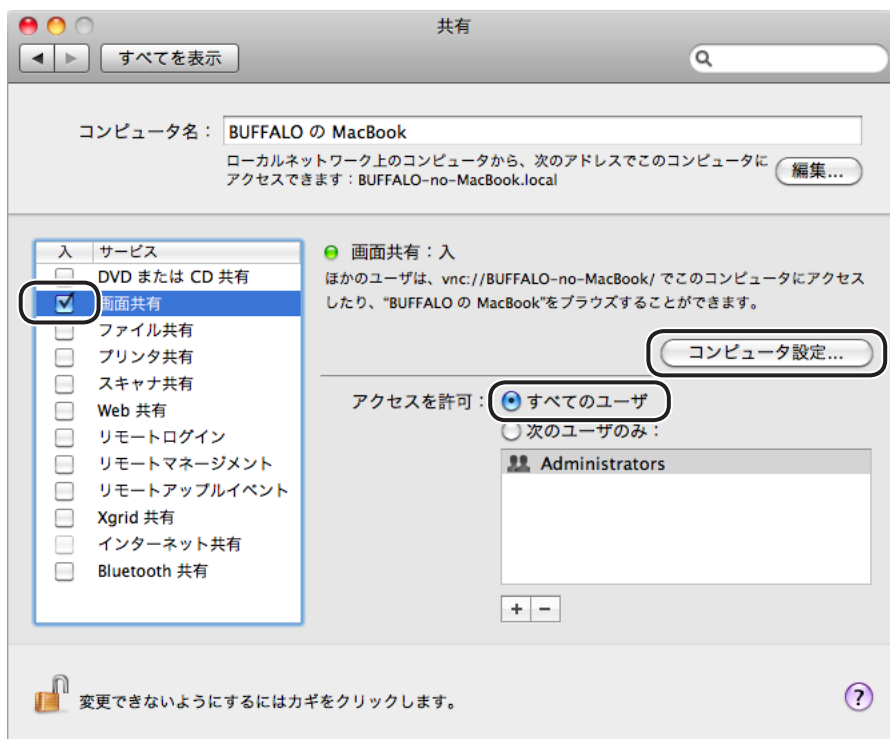 共有
すべてを表示
コンピュータ名：
BUFFALO の MacBook
ローカルネットワーク上のコンピュータから、次のアドレスでこのコンピュータに
アクセスできます：BUFFALO-no-MacBook.local
編集...
入 サービス
DVD または CD 共有
画面共有
ファイル共有
プリンタ共有
スキャナ共有
Web 共有
リモートログイン
リモートマネージメント
リモートアップルイベント
Xgrid 共有
インターネット共有
Bluetooth 共有
画面共有：入
ほかのユーザは、vnc://BUFFALO-no-MacBook/ でこのコンピュータにアクセス
したり、“BUFFALO の MacBook”をブラウズすることができます。
コンピュータ設定...
アクセスを許可：
すべてのユーザ
次のユーザのみ：
Administrators
+ −
変更できないようにするにはカギをクリックします。
?